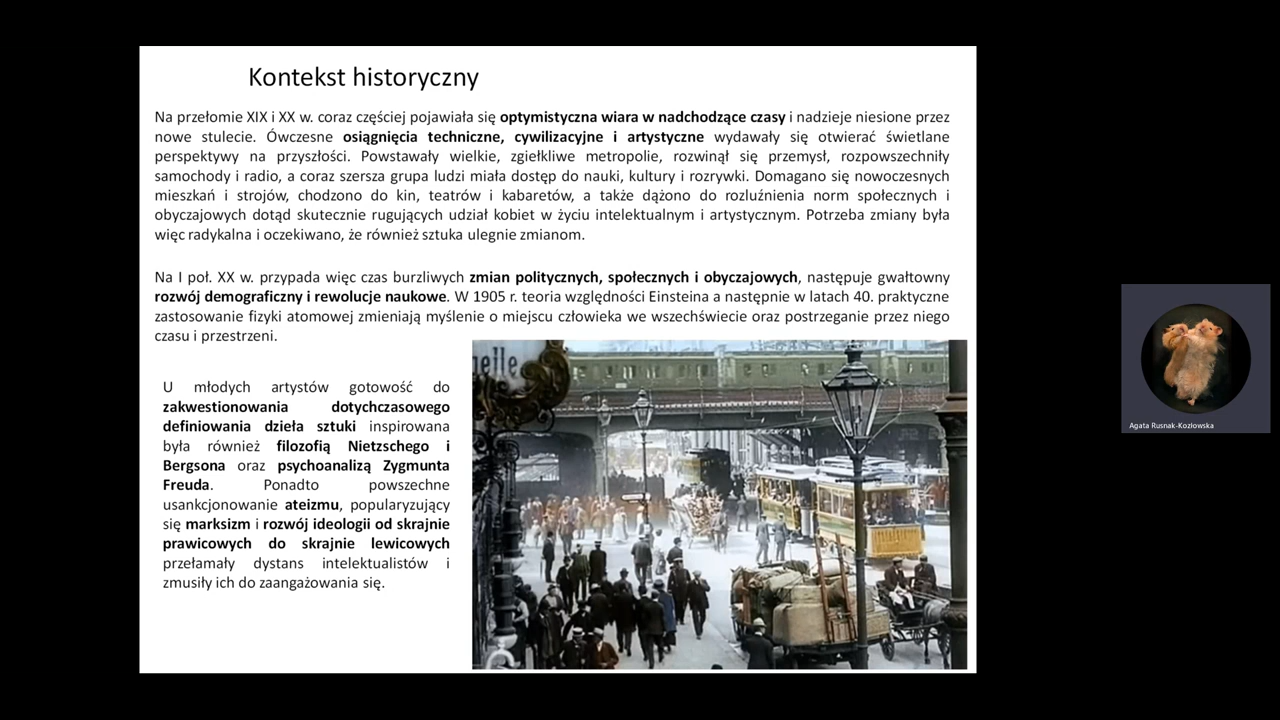 Kontekst historyczny
Na przełomie XIX i XX w. coraz częściej pojawiała się optymistyczna wiara w nadchodzące czasy i nadzieje niesione przez
nowe stulecie. Ówczesne osiągnięcia techniczne, cywilizacyjne i artystyczne wydawały się otwierać świetlane
perspektywy na przyszłości. Powstawały wielkie, zgiełkliwe metropolie, rozwinął się przemysł, rozpowszechniły
samochody i radio, a coraz szersza grupa ludzi miała dostęp do nauki, kultury i rozrywki. Domagano się nowoczesnych
mieszkań i strojów, chodzono do kin, teatrów i kabaretów, a także dążono do rozluźnienia norm społecznych i
obyczajowych dotąd skutecznie rugujących udział kobiet w życiu intelektualnym i artystycznym. Potrzeba zmiany była
więc radykalna i oczekiwano, że również sztuka ulegnie zmianom.
Na I poł. XX w. przypada więc czas burzliwych zmian politycznych, społecznych i obyczajowych, następuje gwałtowny
rozwój demograficzny i rewolucje naukowe. W 1905 r. teoria względności Einsteina a następnie w latach 40. praktyczne
zastosowanie fizyki atomowej zmieniają myślenie o miejscu człowieka we wszechświecie oraz postrzeganie przez niego
czasu i przestrzeni.
U młodych artystów gotowość do
zakwestionowania dotychczasowego
definiowania dzieła sztuki inspirowana
była również filozofią Nietzschego i
Bergsona oraz psychoanalizą Zygmunta
Freuda. Ponadto powszechne
usankcjonowanie ateizmu, popularyzujący
się marksizm i rozwój ideologii od skrajnie
prawicowych do skrajnie lewicowych
przełamały dystans intelektualistów i
zmusiły ich do zaangażowania się.
elle
Agata Rusnak-Kozłowska